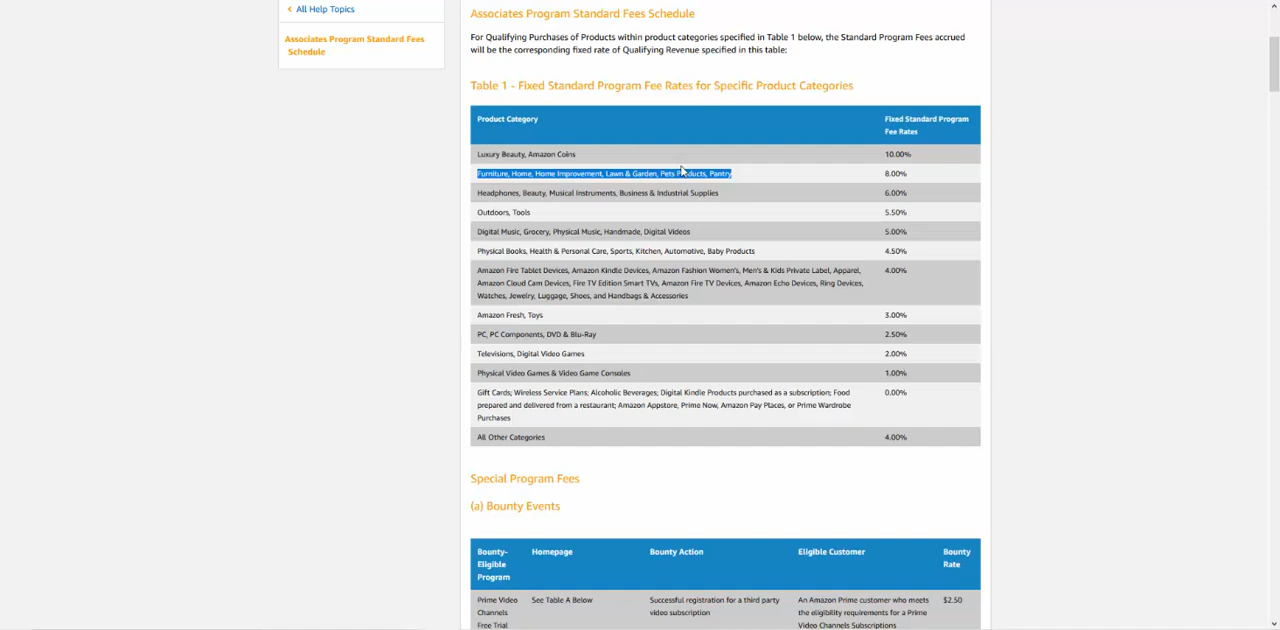 ‹ All Help Topics
Associates Program Standard Fees
Schedule
Associates Program Standard Fees Schedule
For Qualifying Purchases of Products within product categories specified in Table 1 below, the Standard Program Fees accrued
will be the corresponding fixed rate of Qualifying Revenue specified in this table:
Table 1 - Fixed Standard Program Fee Rates for Specific Product Categories
Product Category Fixed Standard Program
Fee Rates
Luxury Beauty, Amazon Coins 10.00%
Furniture, Home, Home Improvement, Lawn & Garden, Pets Products, Pantry 8.00%
Headphones, Beauty, Musical Instruments, Business & Industrial Supplies 6.00%
Outdoors, Tools 5.50%
Digital Music, Grocery, Physical Music, Handmade, Digital Videos 5.00%
Physical Books, Health & Personal Care, Sports, Kitchen, Automotive, Baby Products 4.50%
Amazon Fire Tablet Devices, Amazon Kindle Devices, Amazon Fashion Women's, Men's & Kids Private Label, Apparel, 4.00%
Amazon Cloud Cam Devices, Fire TV Edition Smart TVs, Amazon Fire TV Devices, Amazon Echo Devices, Ring Devices,
Watches, Jewelry, Luggage, Shoes, and Handbags & Accessories
Amazon Fresh, Toys 3.00%
PC, PC Components, DVD & Blu-Ray 2.50%
Televisions, Digital Video Games 2.00%
Physical Video Games & Video Game Consoles 1.00%
Gift Cards; Wireless Service Plans; Alcoholic Beverages; Digital Kindle Products purchased as a subscription; Food 0.00%
prepared and delivered from a restaurant; Amazon Appstore, Prime Now, Amazon Pay Places, or Prime Wardrobe
Purchases
All Other Categories 4.00%
Special Program Fees
(a) Bounty Events
Bounty- Homepage Bounty Action Eligible Customer Bounty
Eligible Rate
Program
Prime Video See Table A Below Successful registration for a third party An Amazon Prime customer who meets $2.50
Channels video subscription the eligibility requirements for a Prime
Free Trial Video Channels Subscriptions